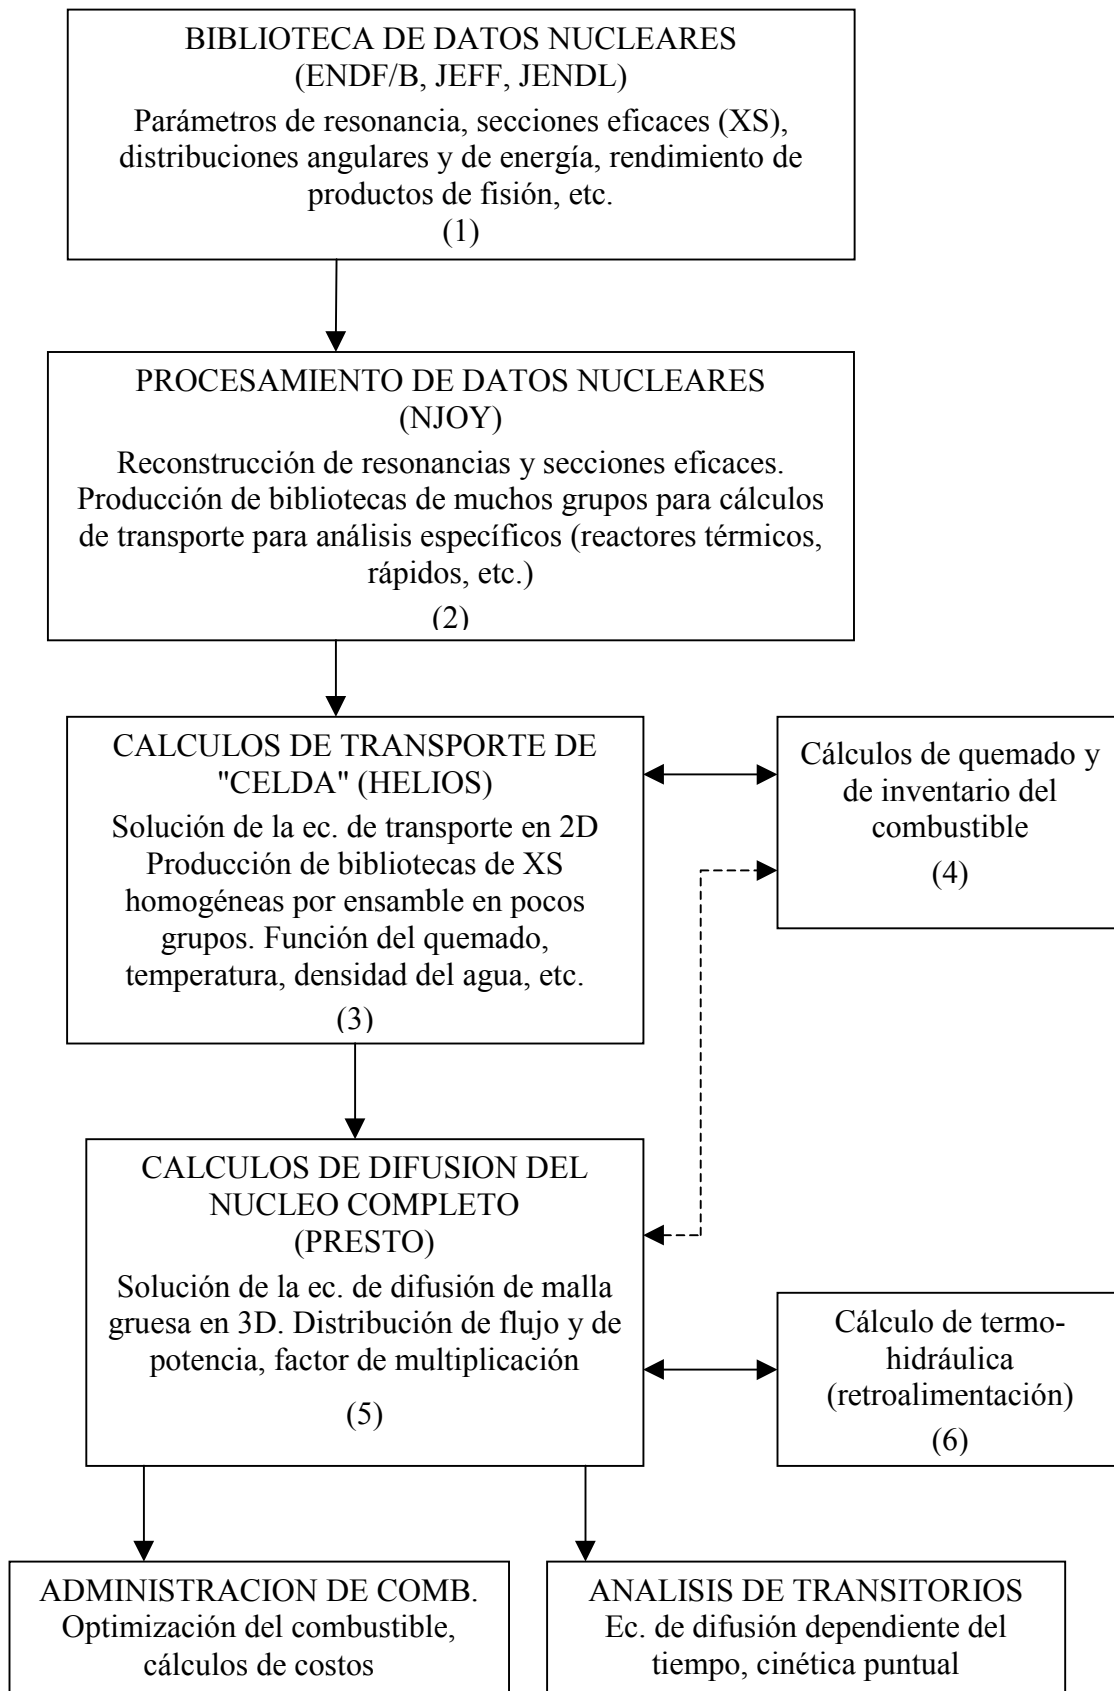 BIBLIOTECA DE DATOS NUCLEARES
(ENDF/B, JEFF, JENDL)
Parámetros de resonancia, secciones eficaces (XS),
distribuciones angulares y de energía, rendimiento de
productos de fisión, etc.
(1)
PROCESAMIENTO DE DATOS NUCLEARES
(NJOY)
Reconstrucción de resonancias y secciones eficaces.
Producción de bibliotecas de muchos grupos para cálculos
de transporte para análisis específicos (reactores térmicos,
rápidos, etc.)
(2)
CALCULOS DE TRANSPORTE DE
"CELDA" (HELIOS)
Solución de la ec. de transporte en 2D
Producción de bibliotecas de XS
homogéneas por ensamble en pocos
grupos. Función del quemado,
temperatura, densidad del agua, etc.
(3)
Cálculos de quemado y
de inventario del
combustible
(4)
CALCULOS DE DIFUSION DEL
NUCLEO COMPLETO
(PRESTO)
Solución de la ec. de difusión de malla
gruesa en 3D. Distribución de flujo y de
potencia, factor de multiplicación
(5)
Cálculo de termo-
hidráulica
(retroalimentación)
(6)
ADMINISTRACION DE COMB.
Optimización del combustible,
cálculos de costos
ANALISIS DE TRANSITORIOS
Ec. de difusión dependiente del
tiempo, cinética puntual